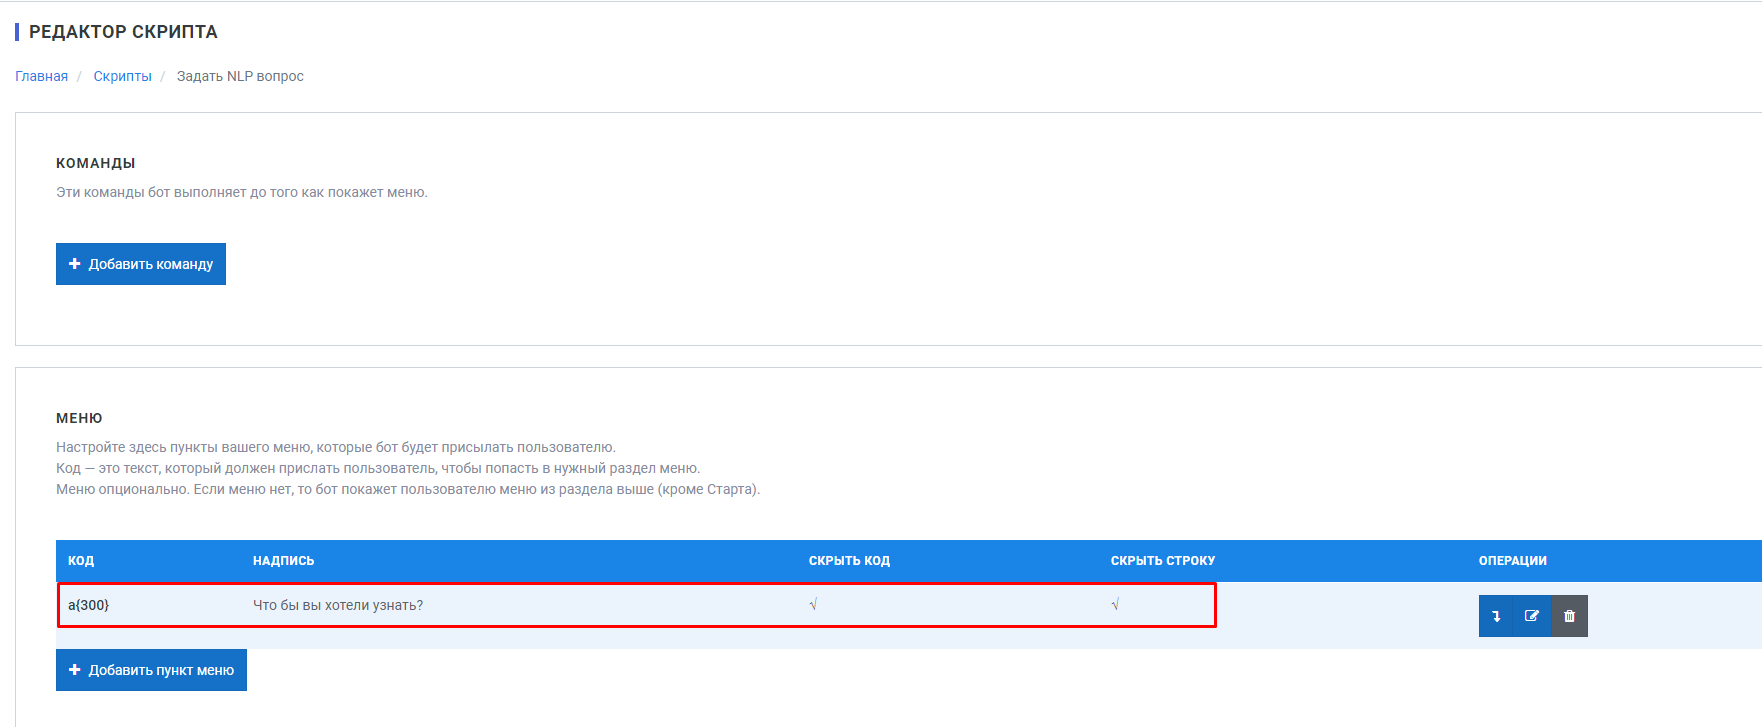 РЕДАКТОР СКРИПТА
Главная / Скрипты / Задать NLP вопрос
КОМАНДЫ
Эти команды бот выполняет до того как покажет меню.
Добавить команду
МЕНЮ
Настройте здесь пункты вашего меню, которые бот будет присылать пользователю.
Код — это текст, который должен прислать пользователь, чтобы попасть в нужный раздел меню.
Меню опционально. Если меню нет, то бот покажет пользователю меню из раздела выше (кроме Старта).
КОД НАДПИСЬ СКРЫТЬ КОД СКРЫТЬ СТРОКУ ОПЕРАЦИИ
a{300} Что бы вы хотели узнать? √ √
Добавить пункт меню